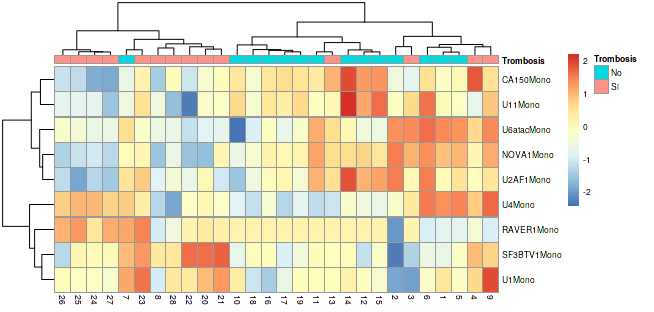 Trombosis
CA150Mono
U11Mono
U6atacMono
NOVA1Mono
U2AF1Mono
U4Mono
RAVER1Mono
SF3BTV1Mono
U1Mono
26 25 24 27 7 23 8 28 22 20 21 10 18 16 17 19 11 13 14 12 15 2 3 6 1 5 4 9
2
1
0
-1
-2
Trombosis
No
SI